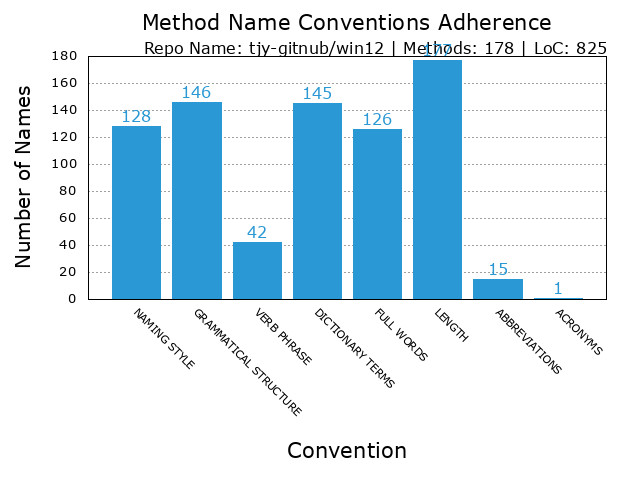 Method Name Conventions Adherence
Repo Name: tjy-gitnub/win12 | Methods: 178 | LoC: 825
Number of Names
180
160
140
120
100
80
60
40
20
0
128
146
42
145
126
177
15
1
NAMING STYLE
GRAMMATICAL STRUCTURE
VERB PHRASE
DICTIONARY TERMS
FULL WORDS
LENGTH
ABBREVIATIONS
ACRONYMS
Convention